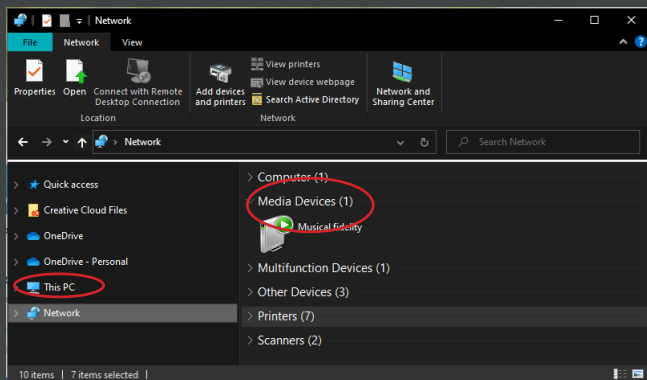 Network
File Network View
Properties
Open
Connect with Remote
Desktop Connection
Add devices
and printers
View printers
View device webpage
Search Active Directory
Network and
Sharing Center
Location
Network
Network
Search Network
Quick access
Creative Cloud Files
OneDrive
OneDrive - Personal
This PC
Network
Computer (1)
Media Devices (1)
Musical fidelity
Multifunction Devices (1)
Other Devices (3)
Printers (7)
Scanners (2)
10 items 7 items selected